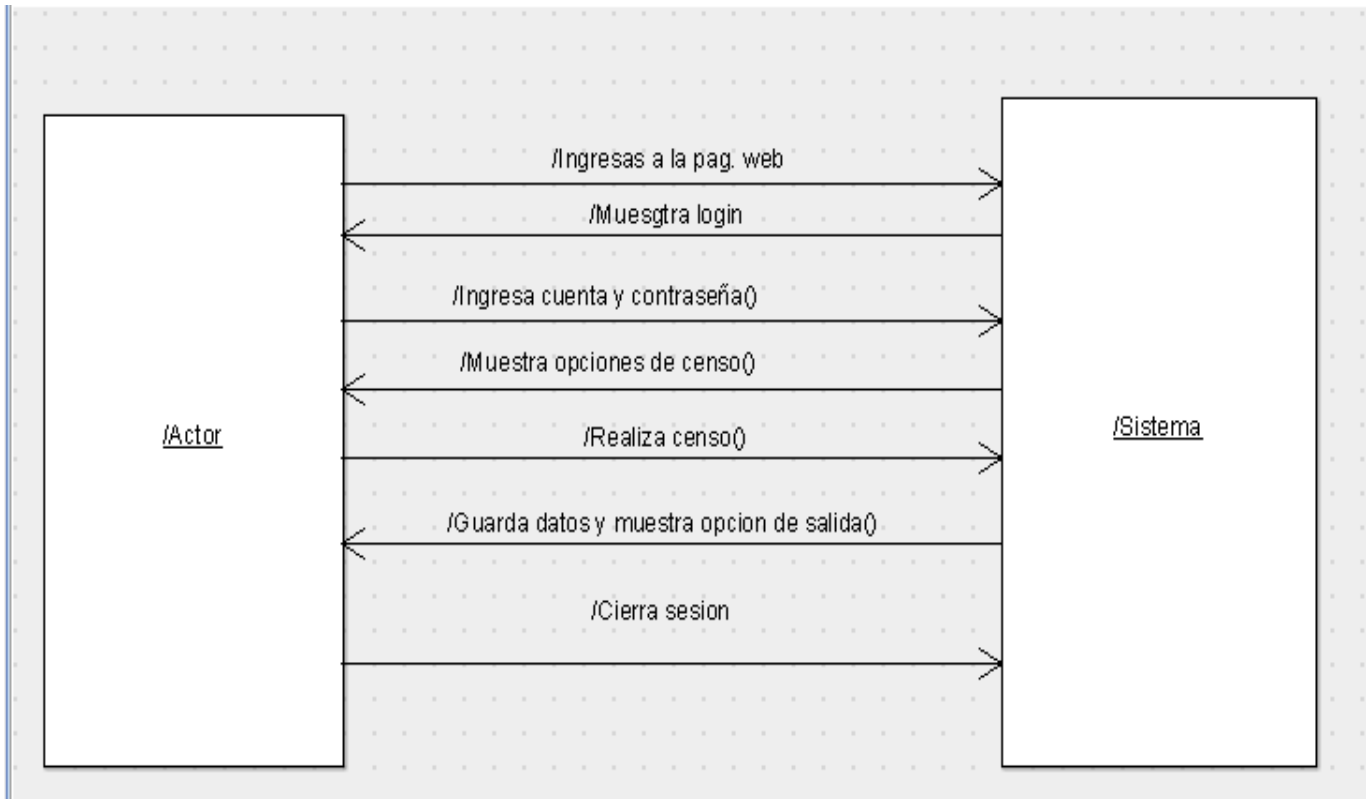 /Ingresas a la pag. web
/Muesgtra login
/Ingresa cuenta y contraseña()
/Muestra opciones de censo()
/Actor
/Realiza censo()
/Sistema
/Guarda datos y muestra opcion de salida()
/Cierra sesion